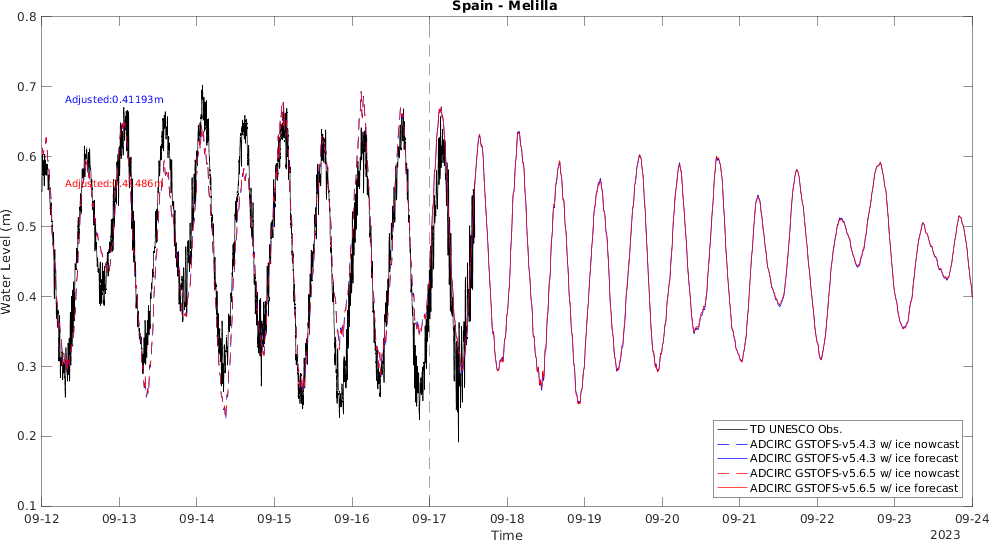 Spain - Melilla
0.8
0.7
0.6
0.5
0.4
0.3
0.2
0.1
Water Level (m)
Adjusted:0.41193m
Adjusted:0.41486m
TD UNESCO Obs.
ADCIRC GSTOFS-v5.4.3 w/ ice nowcast
ADCIRC GSTOFS-v5.4.3 w/ ice forecast
ADCIRC GSTOFS-v5.6.5 w/ ice nowcast
ADCIRC GSTOFS-v5.6.5 w/ ice forecast
09-12 09-13 09-14 09-15 09-16 09-17 09-18 09-19 09-20 09-21 09-22 09-23 09-24
Time
2023